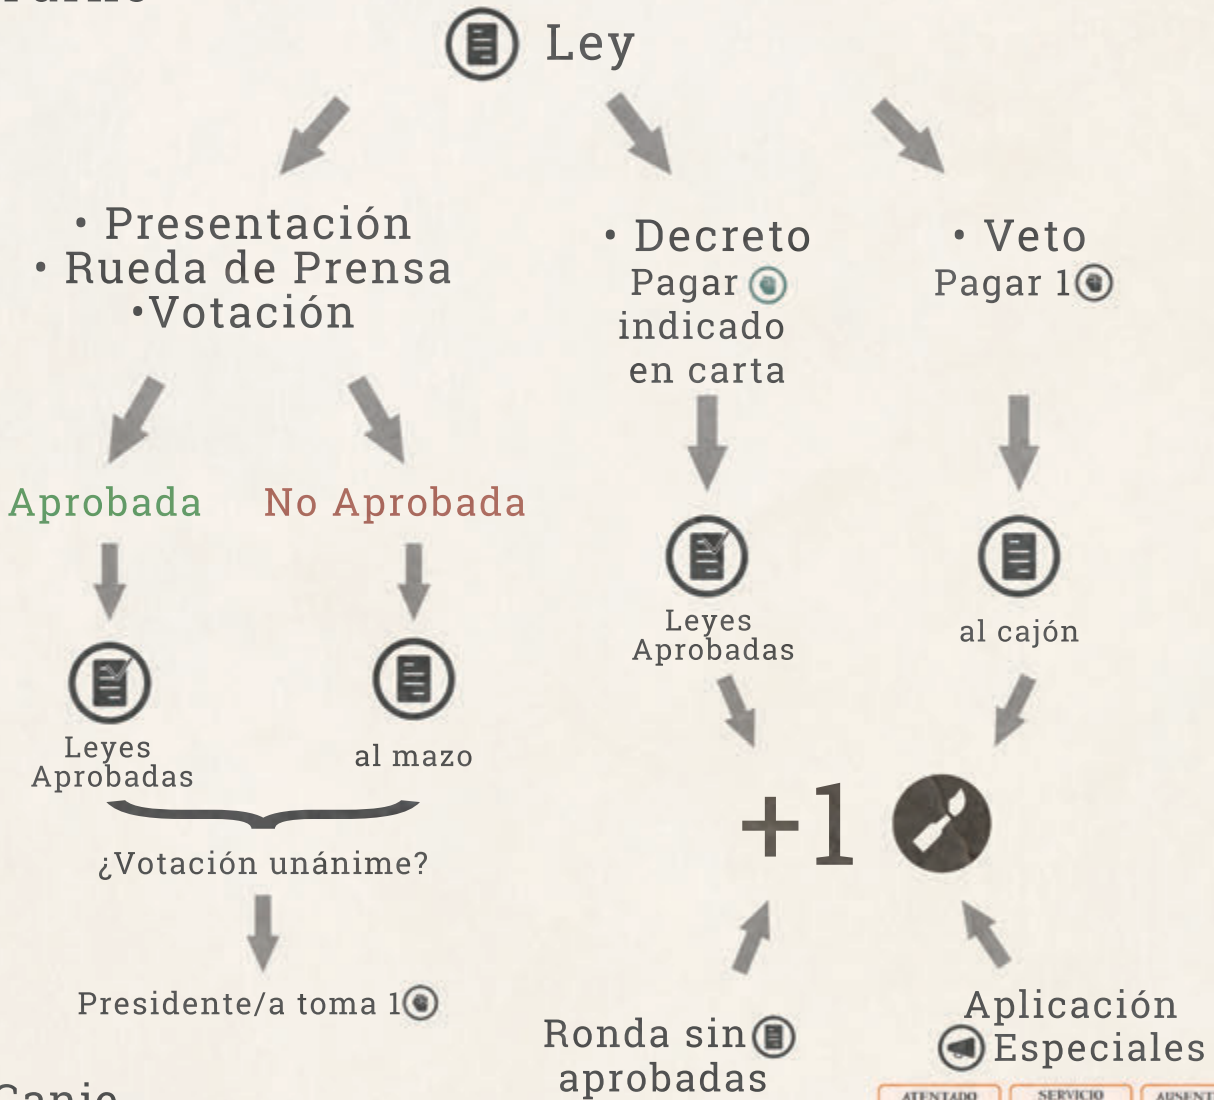 Ley
• Presentación
• Rueda de Prensa
•Votación
• Decreto
Pagar
indicado
en carta
• Veto
Pagar 1
Aprobada
No Aprobada
Leyes
Aprobadas
al mazo
Leyes
Aprobadas
al cajón
¿Votación unánime?
Presidente/a toma 1
+1
Ronda sin
aprobadas
Aplicación
Especiales
ATENTADO
SERVICIO